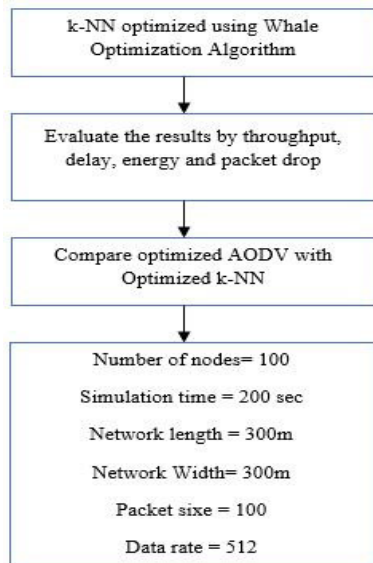 k-NN optimized using Whale
Optimization Algorithm
Evaluate the results by throughput,
delay, energy and packet drop
Compare optimized AODV with
Optimized k-NN
Number of nodes= 100
Simulation time = 200 sec
Network length = 300m
Network Width= 300m
Packet sixe = 100
Data rate = 512